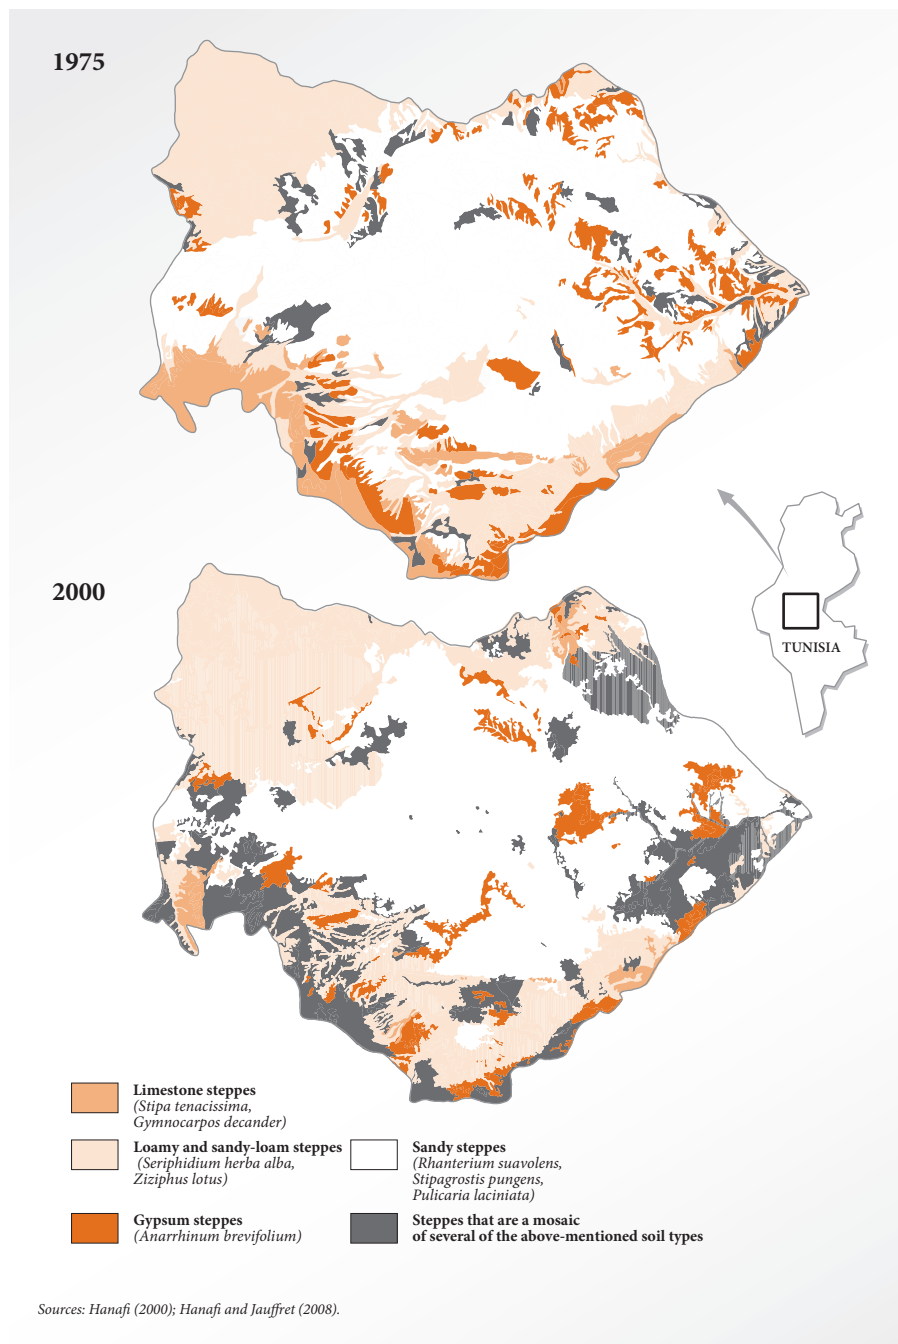 1975
2000
TUNISIA
Limestone steppes
(Stipa tenacissima,
Gymnocarpos decander)
Loamy and sandy-loam steppes
(Seriphidium herba alba,
Ziziphus lotus)
Gypsum steppes
(Anarrhinum brevifolium)
Sandy steppes
(Rhanterium suavolens,
Stipagrostis pungens,
Pulicaria laciniata)
Steppes that are a mosaic
of several of the above-mentioned soil types
Sources: Hanafi (2000); Hanafi and Jauffret (2008).